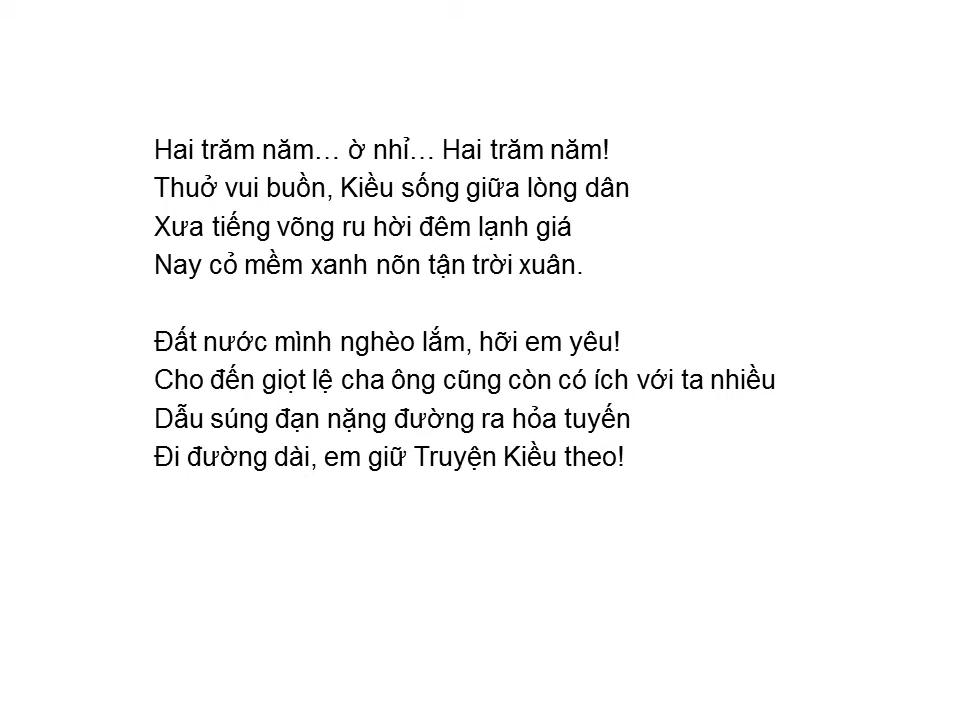 Hai trăm năm… ờ nhỉ… Hai trăm năm!
Thuở vui buồn, Kiều sống giữa lòng dân
Xưa tiếng võng ru hời đêm lạnh giá
Nay cỏ mềm xanh nõn tận trời xuân.
Đất nước mình nghèo lắm, hỡi em yêu!
Cho đến giọt lệ cha ông cũng còn có ích với ta nhiều
Dẫu súng đạn nặng đường ra hỏa tuyến
Đi đường dài, em giữ Truyện Kiều theo!